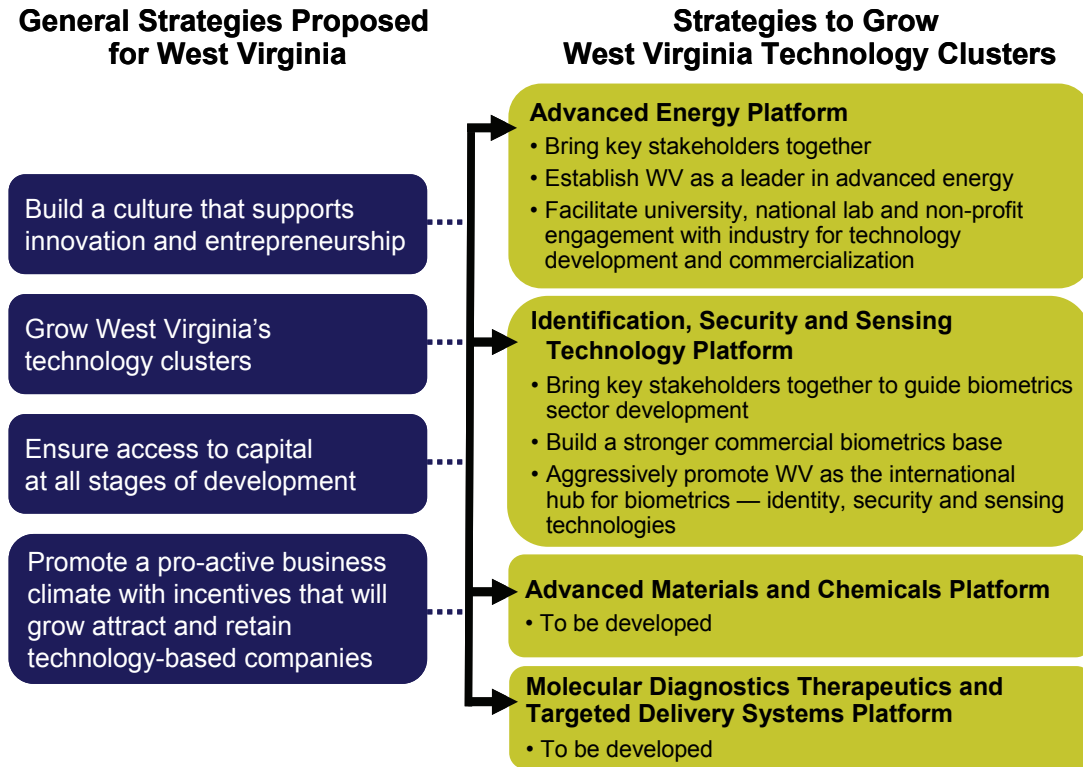 General Strategies Proposed
for West Virginia
Build a culture that supports
innovation and entrepreneurship
Grow West Virginia's
technology clusters
Ensure access to capital
at all stages of development
Promote a pro-active business
climate with incentives that will
grow attract and retain
technology-based companies
Strategies to Grow
West Virginia Technology Clusters
Advanced Energy Platform
• Bring key stakeholders together
• Establish WV as a leader in advanced energy
• Facilitate university, national lab and non-profit
engagement with industry for technology
development and commercialization
Identification, Security and Sensing
Technology Platform
• Bring key stakeholders together to guide biometrics
sector development
• Build a stronger commercial biometrics base
• Aggressively promote WV as the international
hub for biometrics — identity, security and sensing
technologies
Advanced Materials and Chemicals Platform
• To be developed
Molecular Diagnostics Therapeutics and
Targeted Delivery Systems Platform
• To be developed